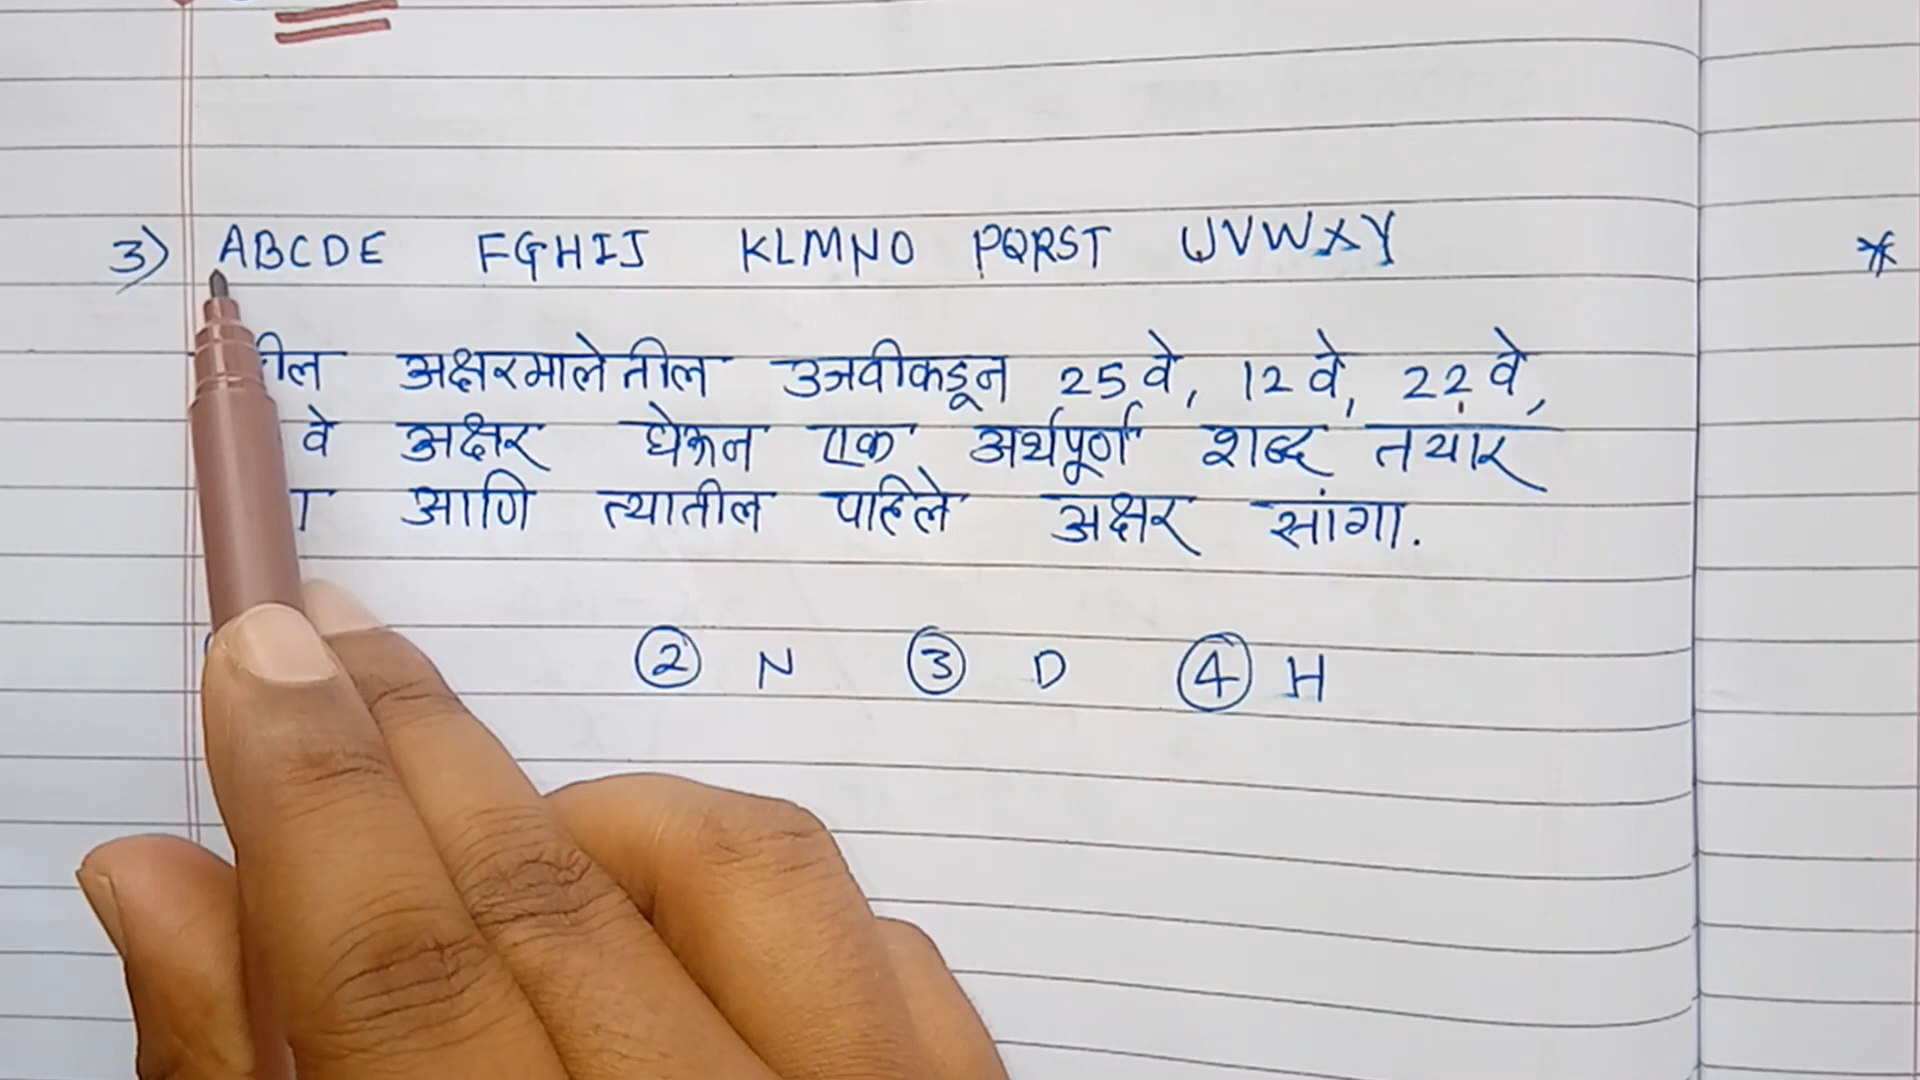 3) ABCDE FGHIJ KLMNO PQRST UVWXY
अक्षरमालेतील उजवीकडून 25 वे, 12 वे, 22 वे,
वे अक्षर घेऊन एक अर्थपूर्ण शब्द तयार
आणि त्यातील पहिले अक्षर सांगा.
② N ③ D ④ H